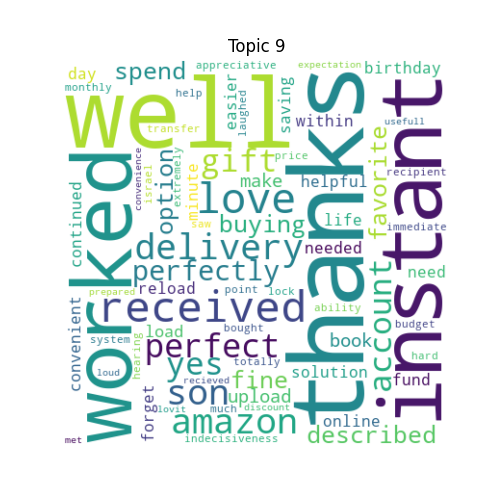 Topic 9
day
spend
appreciative
expectation
birthday
monthly
help
easier
laughed
saving
well
transfer
within
usefull
thanks
instant
worked
convenience
israel
extremely
option
minute
gift
price
favorite
recipient
continued
saw
love
make
helpful
life
immediate
buying
delivery
needed
need
perfectly
account
prepared
reload
point
lock
received
ability
convenient
system
load
bought
book
budget
hard
perfect
hearing
yes
totally
solution
fund
loud
son
recieved
fine
forget
lovit
much
discount
upload
amazon
online
described
met
indecisiveness